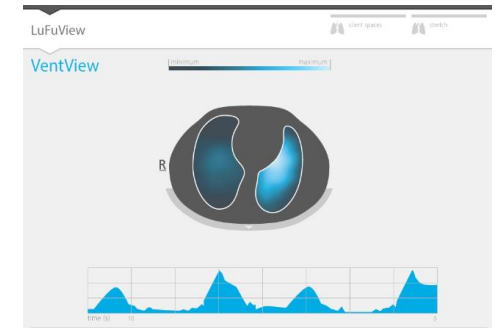 LuFuView
silent spaces
stretch
VentView
minimum
maximum
R
time (s)
10
0